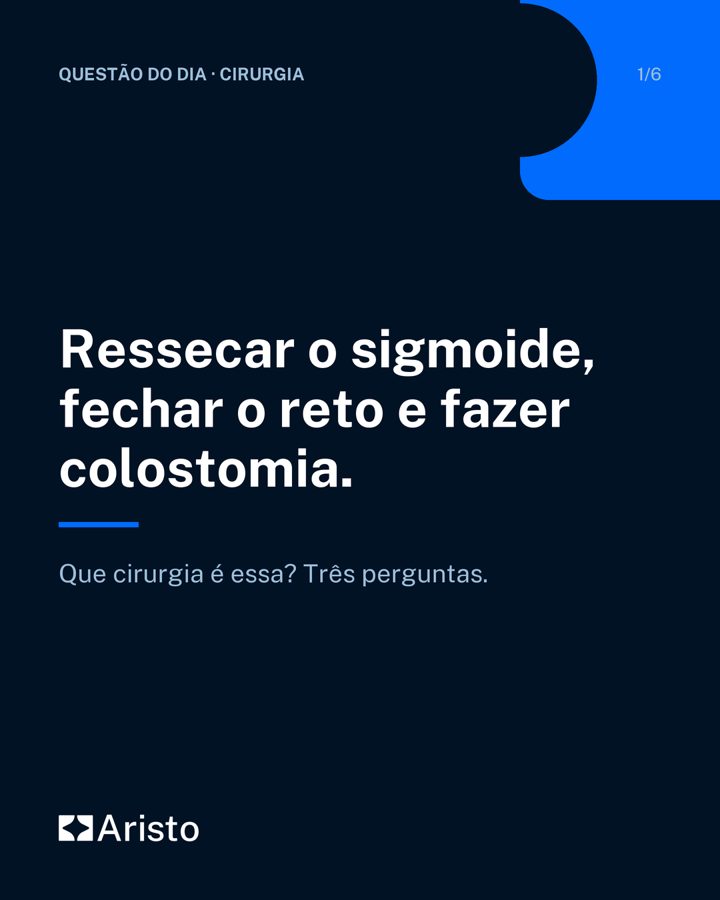 QUESTÃO DO DIA · CIRURGIA
1/6
Ressecar o sigmoide,
fechar o reto e fazer
colostomia.
Que cirurgia é essa? Três perguntas.
Aristo